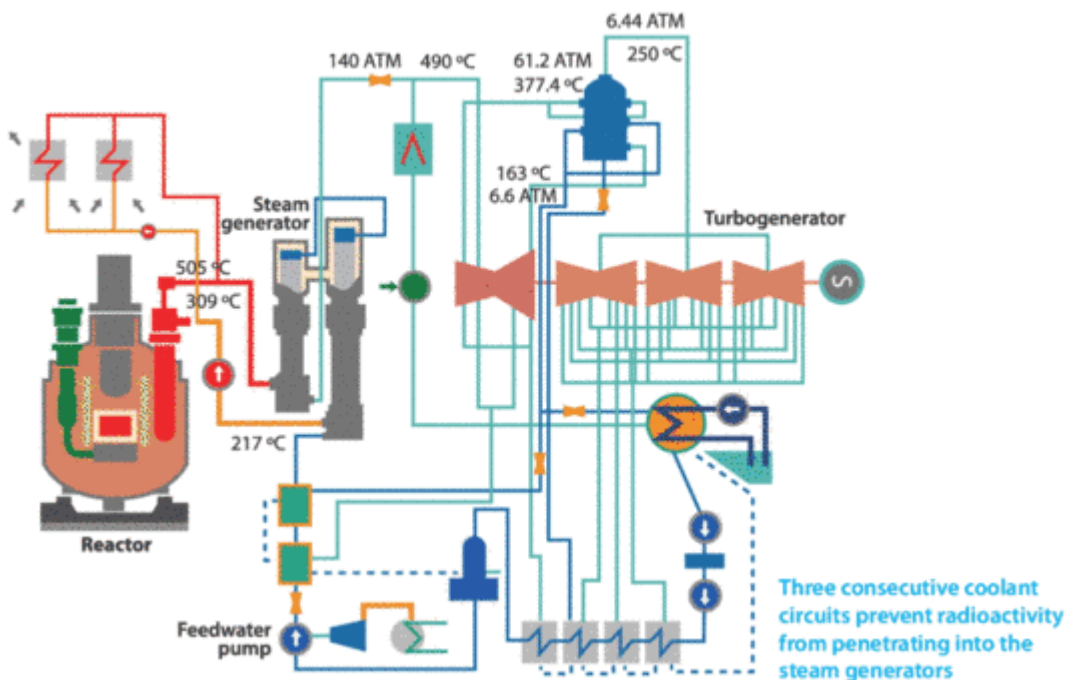 6.44 ATM
250 ºC
140 ATM
490 ºC
61.2 ATM
377.4 ºC
163 ºC
6.6 ATM
Steam
generator
Turbogenerator
505 ºC
309 ºC
217 ºC
Reactor
Feedwater
pump
Three consecutive coolant
circuits prevent radioactivity
from penetrating into the
steam generators